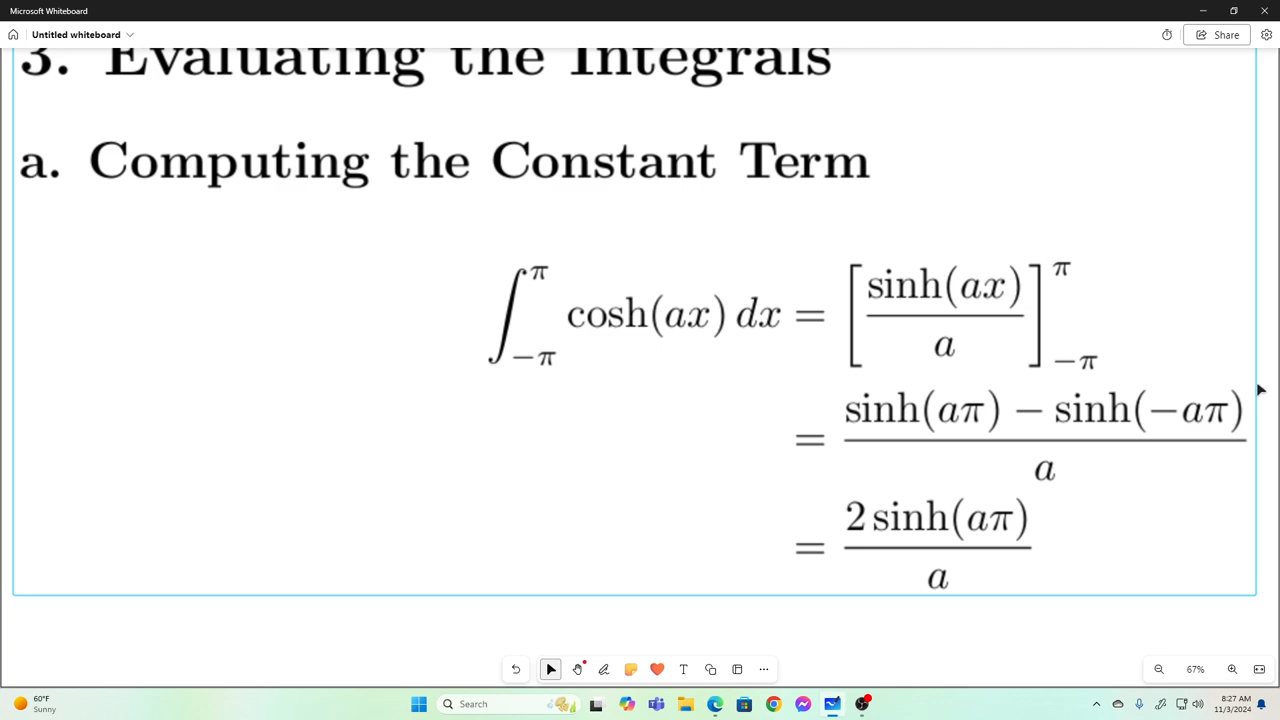 Microsoft Whiteboard
Untitled whiteboard
Share
3. Evaluating the Integrals
a. Computing the Constant Term
∫_{-π}^{π} cosh(ax) dx = [sinh(ax)/a]_{-π}^{π}
= (sinh(aπ) − sinh(−aπ))/a
= 2 sinh(aπ)/a
67%
60°F
Sunny
Search
8:27 AM
11/3/2024